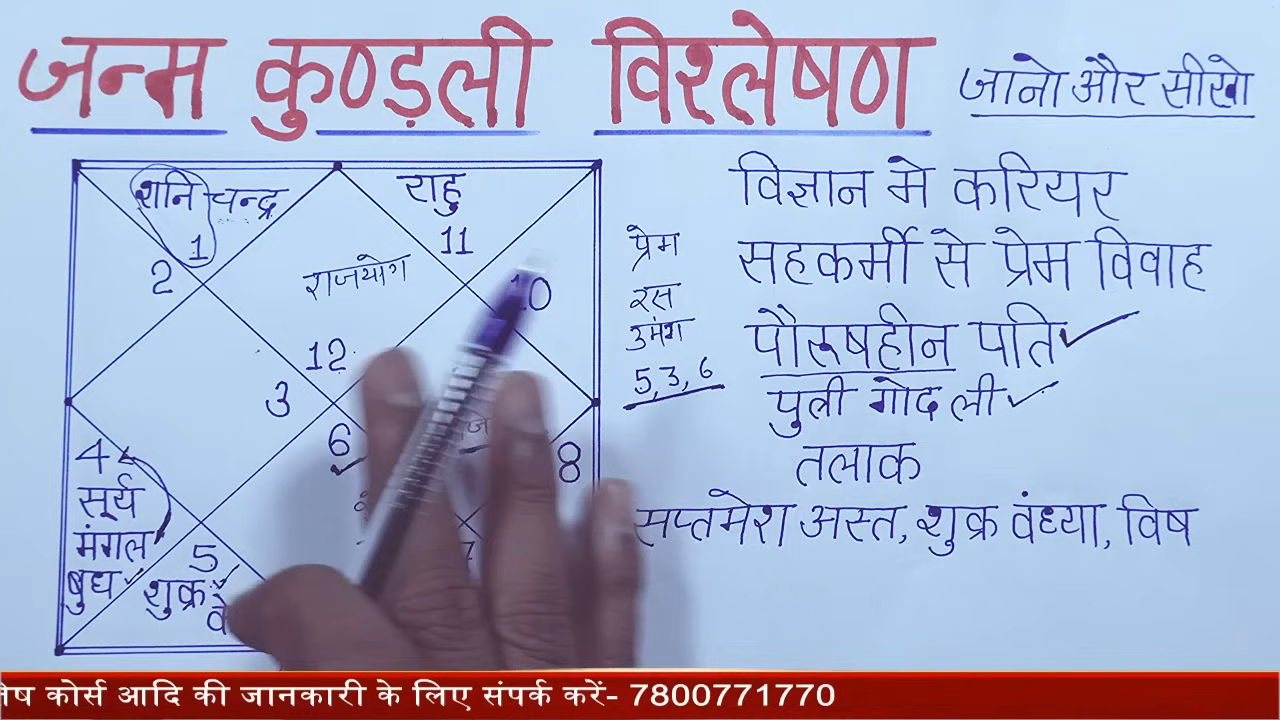 जन्म कुण्ड़ली विश्लेषण
जानो और सीखो
शनि चन्द्र
1
2
राहु
11
राजयोग
10
12
3
6
8
4
सूर्य
मंगल
बुध
5
शुक्र
प्रेम
रस
उमंग
5, 3, 6
विज्ञान मे करियर
सहकर्मी से प्रेम विवाह
पौरूषहीन पति
पुत्री गोद ली
तलाक
सप्तमेश अस्त, शुक्र वंध्या, विष
कोर्स आदि की जानकारी के लिए संपर्क करें- 7800771770